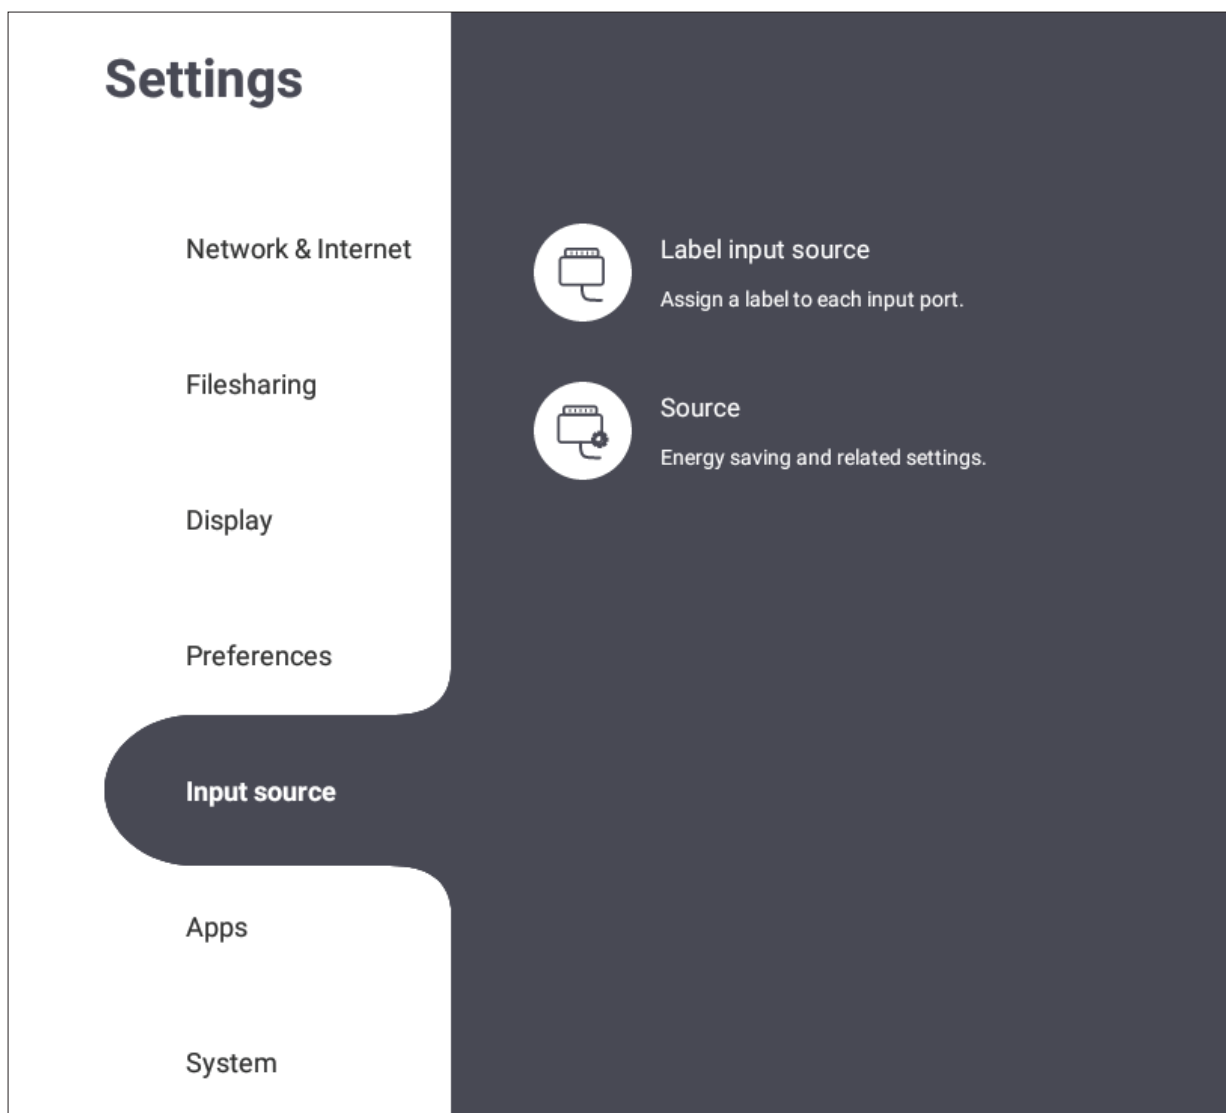 Settings
Network & Internet
Filesharing
Display
Preferences
Input source
Apps
System
Label input source
Assign a label to each input port.
Source
Energy saving and related settings.